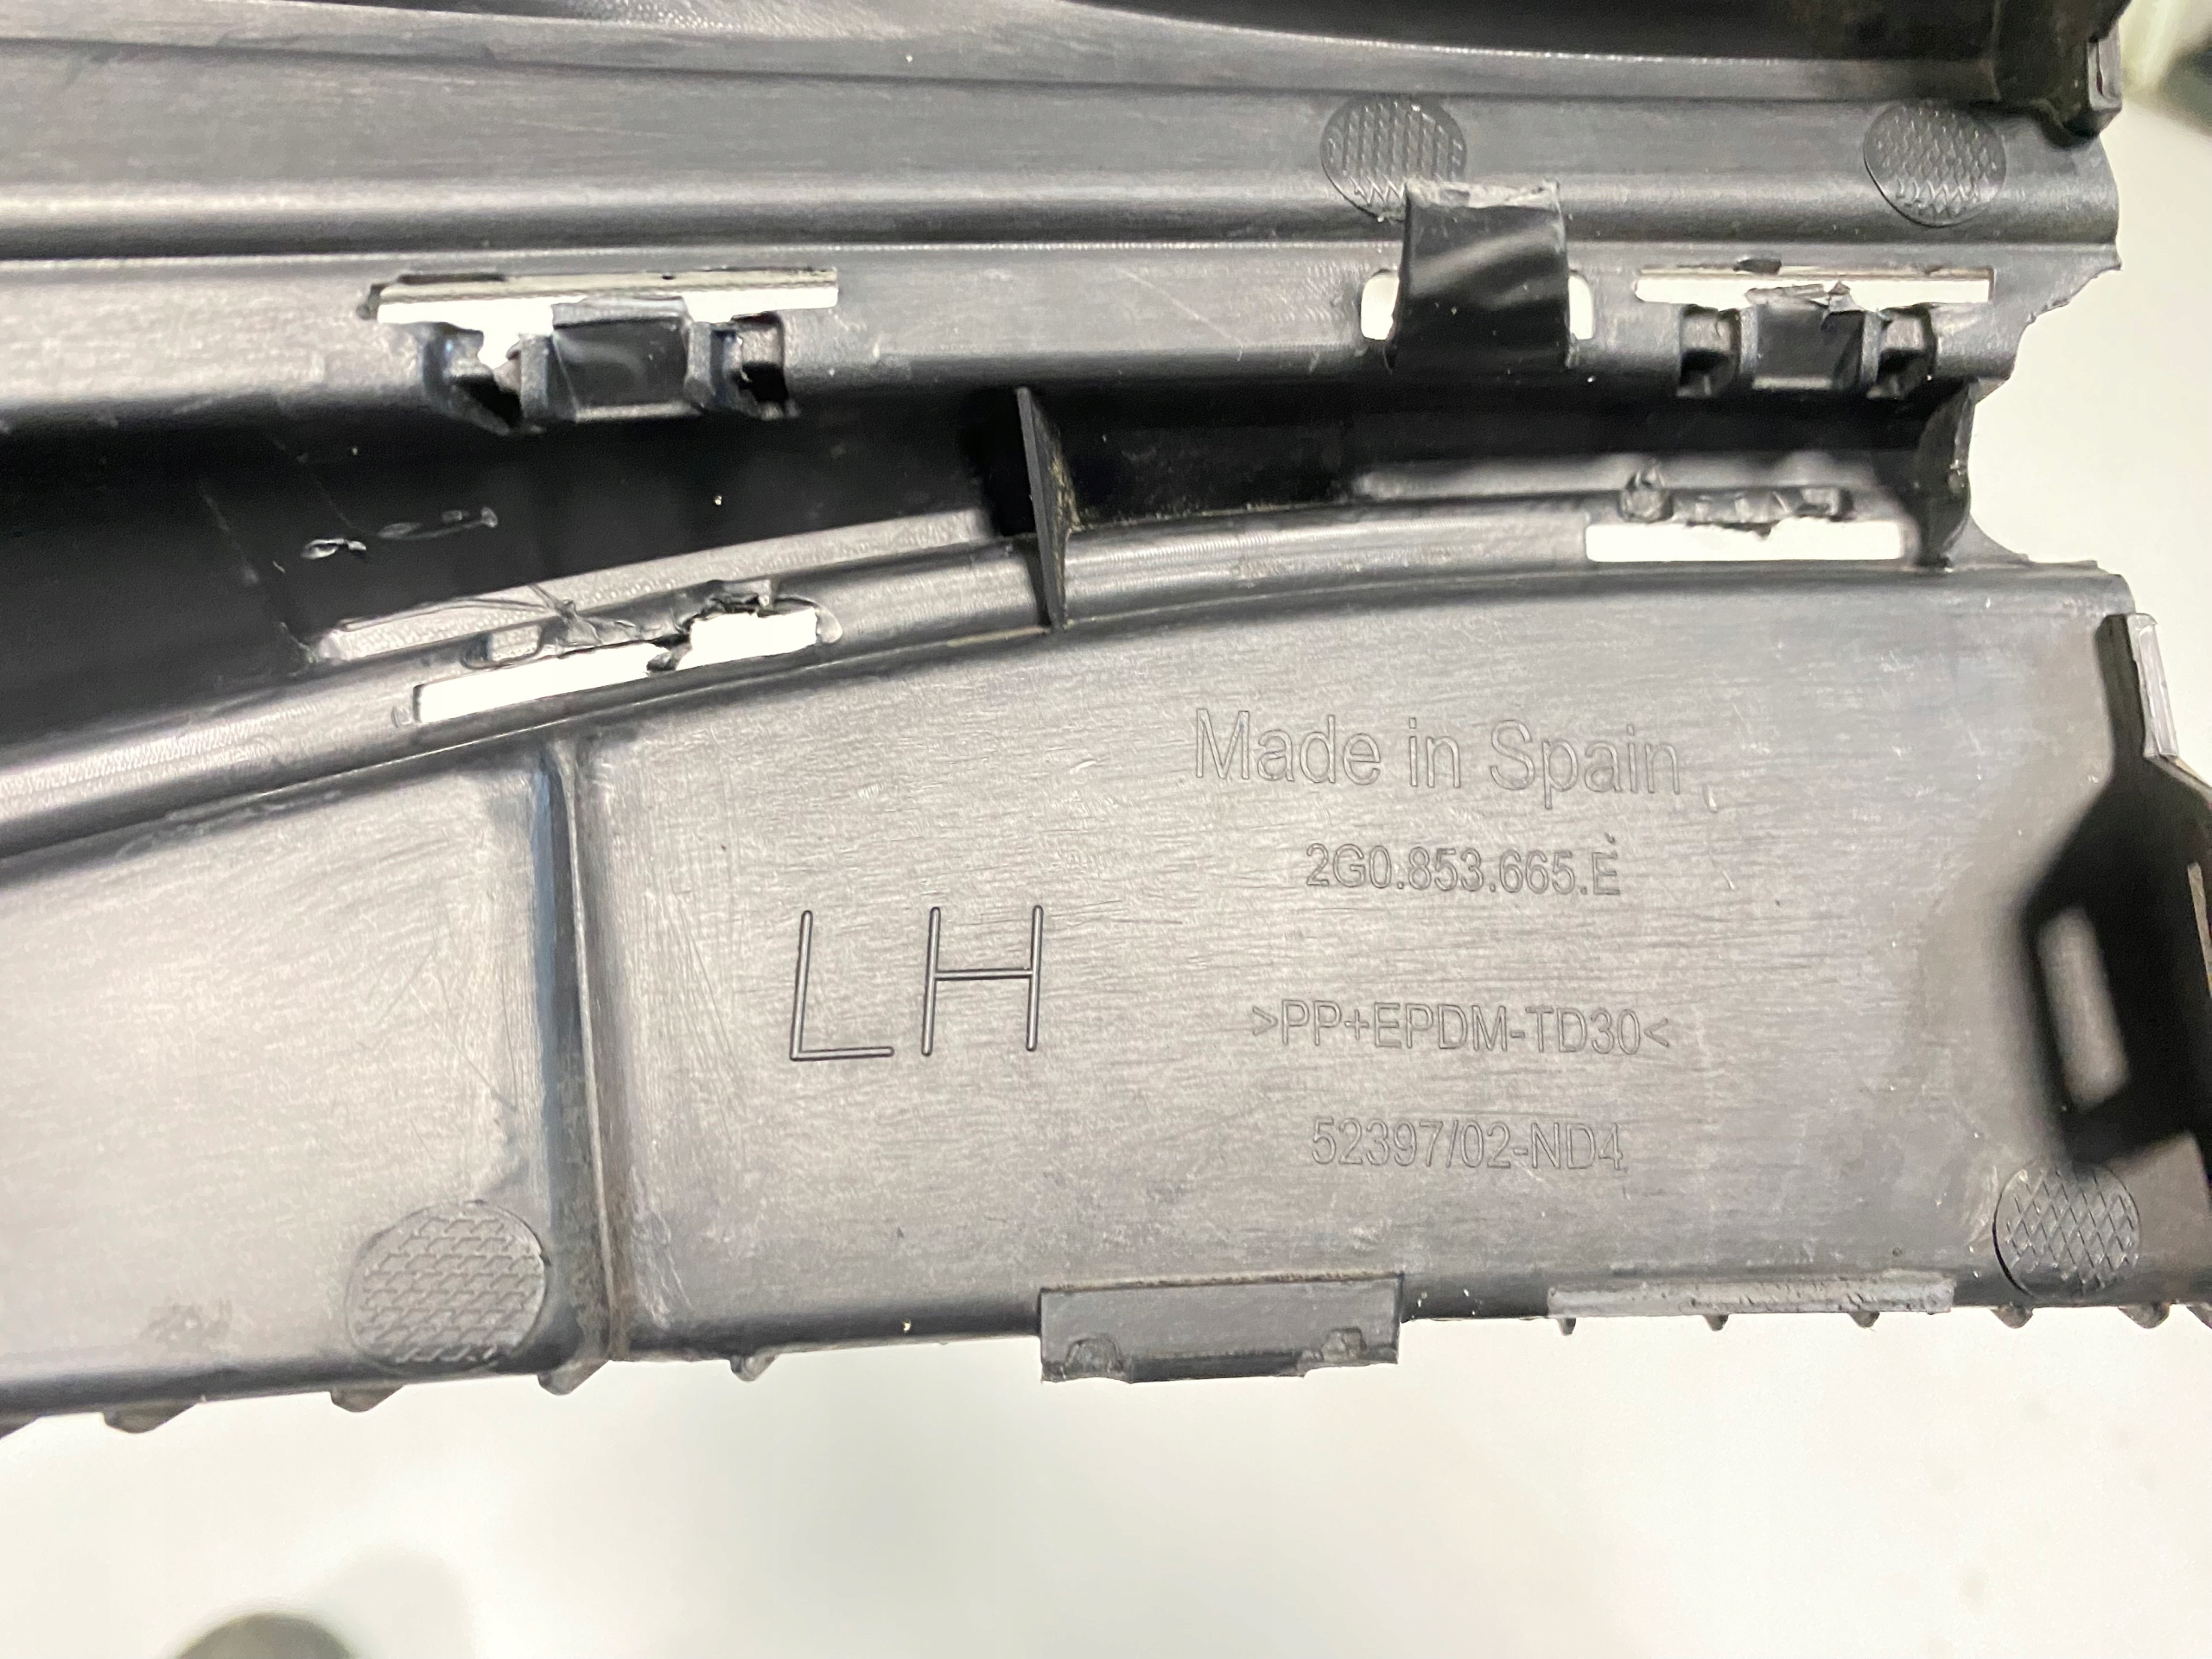 Made in Spain
2G0.853.665.E
LH
>PP+EPDM-TD30<
52397/02-ND4